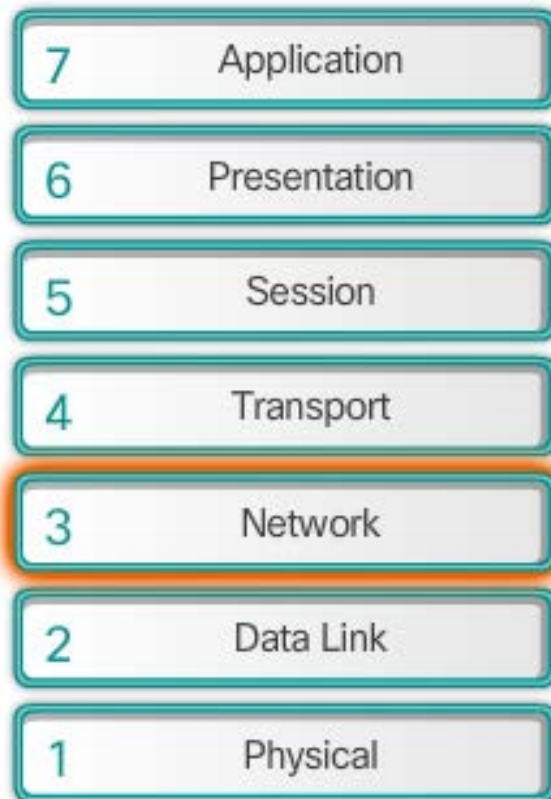 7 Application
6 Presentation
5 Session
4 Transport
3 Network
2 Data Link
1 Physical